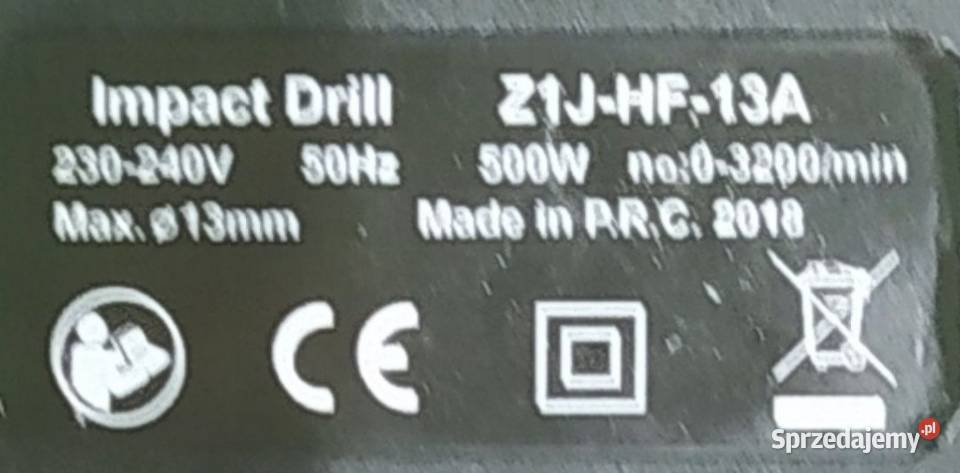 Impact Drill Z1J-HF-13A
230-240V 50Hz 500W no:0-3200/min
Max. ø13mm Made in P.R.C. 2018
CE
Sprzedajemy.pl